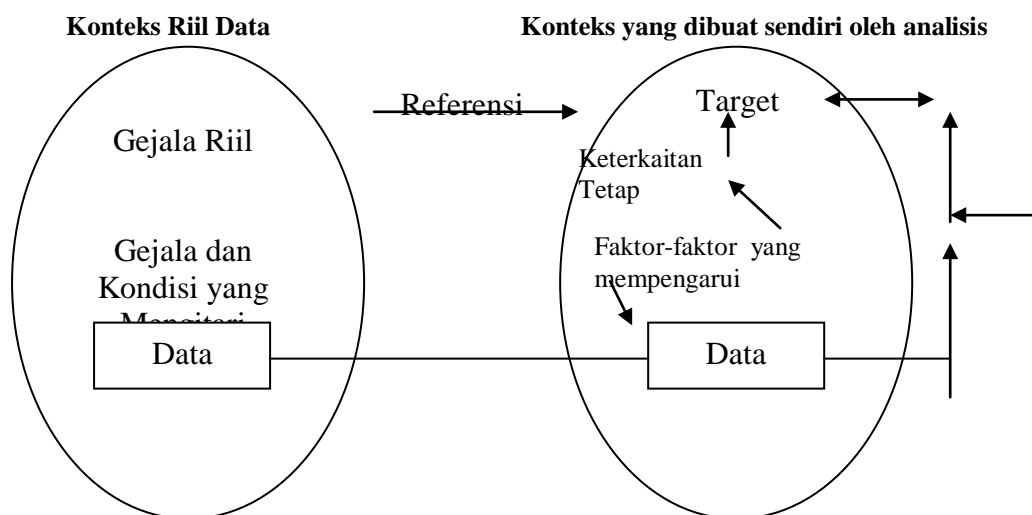 Konteks Riil Data
Konteks yang dibuat sendiri oleh analisis
Referensi
Target
Gejala Riil
Keterkaitan
Tetap
Gejala dan
Kondisi yang
Faktor-faktor yang
mempengarui
Data
Data